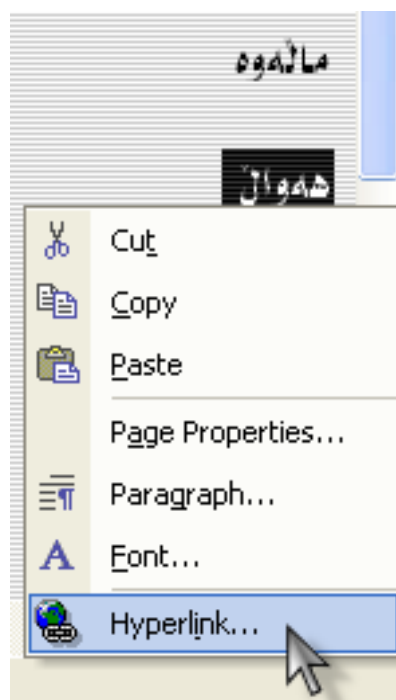 ماڵەوە
هەواڵ
Cut
Copy
Paste
Page Properties...
Paragraph...
Font...
Hyperlink...